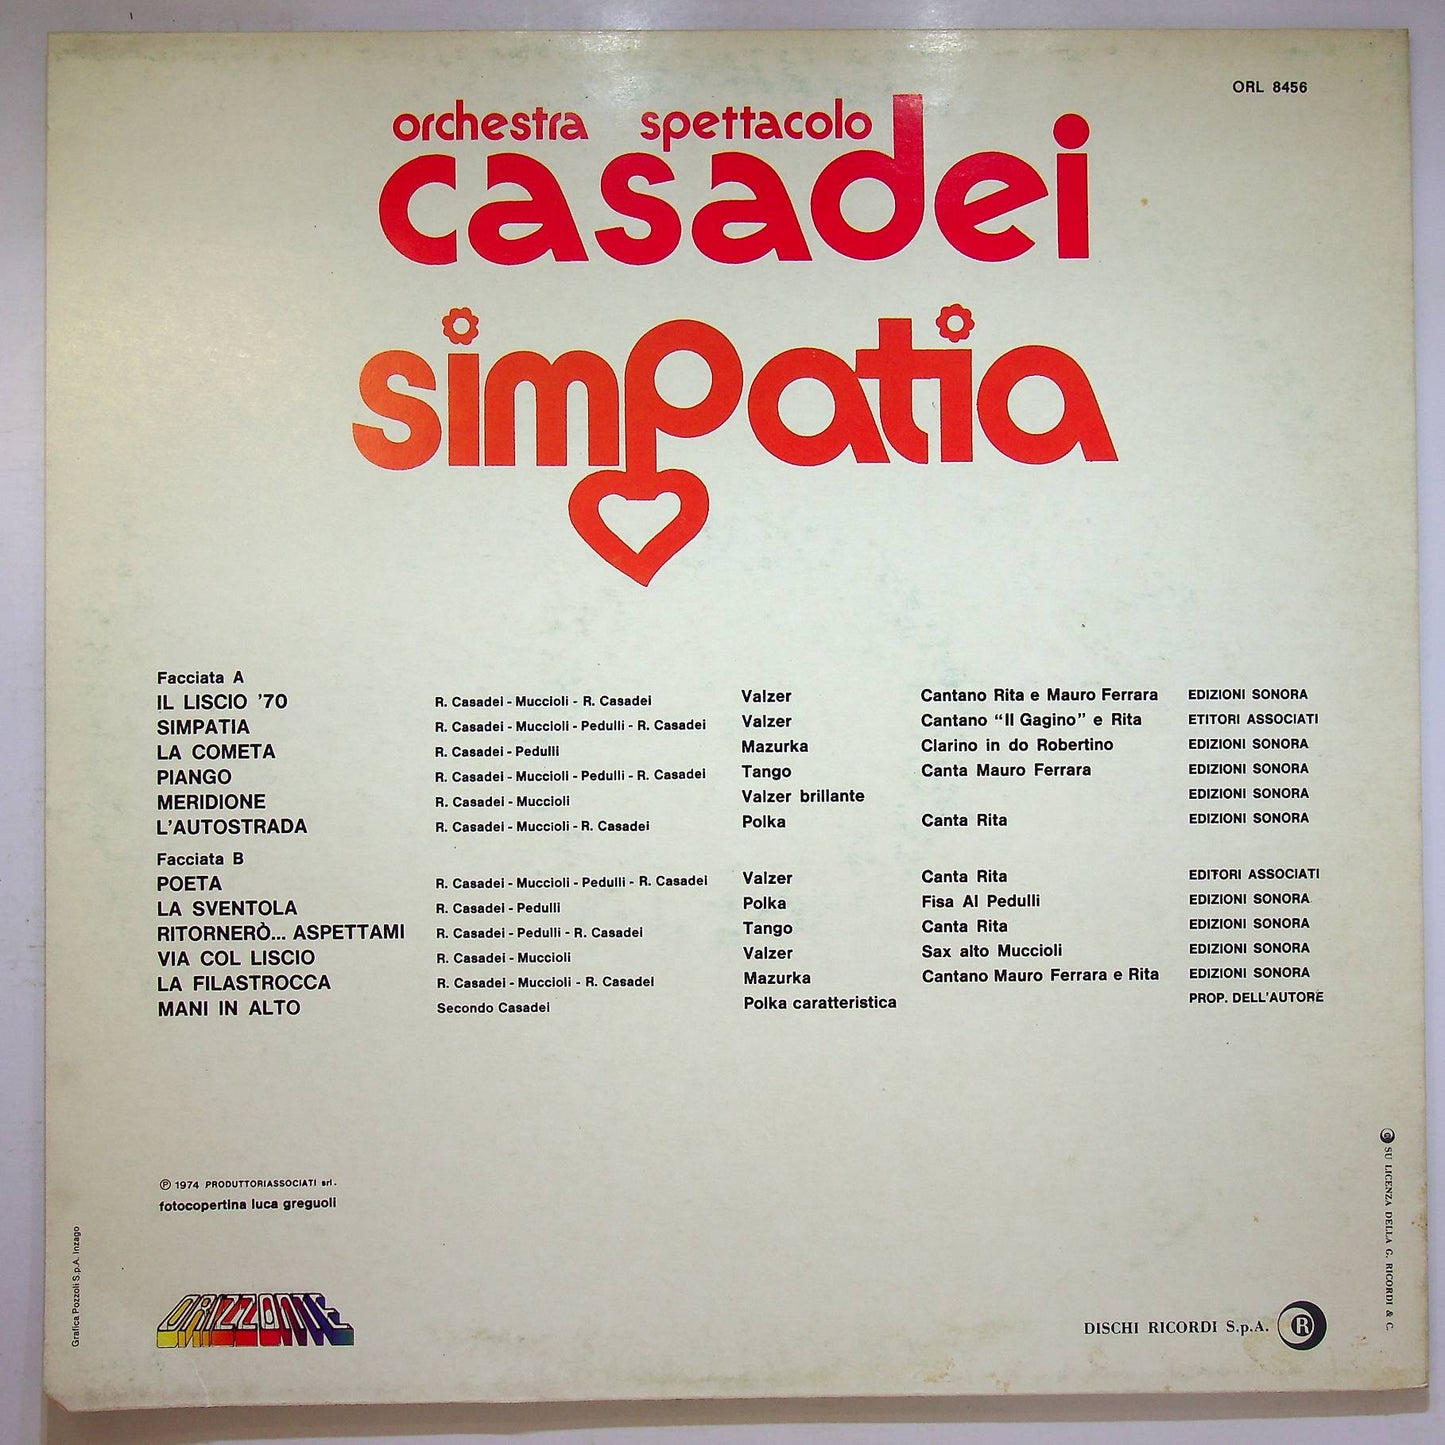 ORL 8456
orchestra spettacolo
casadei
simpatia
Facciata A
IL LISCIO '70 R. Casadei - Muccioli - R. Casadei Valzer Cantano Rita e Mauro Ferrara EDIZIONI SONORA
SIMPATIA R. Casadei - Muccioli - Pedulli - R. Casadei Valzer Cantano "Il Gagino" e Rita ETITORI ASSOCIATI
LA COMETA R. Casadei - Pedulli Mazurka Clarino in do Robertino EDIZIONI SONORA
PIANGO R. Casadei - Muccioli - Pedulli - R. Casadei Tango Canta Mauro Ferrara EDIZIONI SONORA
MERIDIONE R. Casadei - Muccioli Valzer brillante EDIZIONI SONORA
L'AUTOSTRADA R. Casadei - Muccioli - R. Casadei Polka Canta Rita EDIZIONI SONORA
Facciata B
POETA R. Casadei - Muccioli - Pedulli - R. Casadei Valzer Canta Rita EDITORI ASSOCIATI
LA SVENTOLA R. Casadei - Pedulli Polka Fisa Al Pedulli EDIZIONI SONORA
RITORNERÒ... ASPETTAMI R. Casadei - Pedulli - R. Casadei Tango Canta Rita EDIZIONI SONORA
VIA COL LISCIO R. Casadei - Muccioli Valzer Sax alto Muccioli EDIZIONI SONORA
LA FILASTROCCA R. Casadei - Muccioli - R. Casadei Mazurka Cantano Mauro Ferrara e Rita EDIZIONI SONORA
MANI IN ALTO Secondo Casadei Polka caratteristica PROP. DELL'AUTORE
℗ 1974 PRODUTTORIASSOCIATI srl.
fotocopertina luca greguoli
Grafica Pozzoli S.p.A. Inzago
ORIZZONTE
DISCHI RICORDI S.p.A. R
SU LICENZA DELLA G. RICORDI & C.